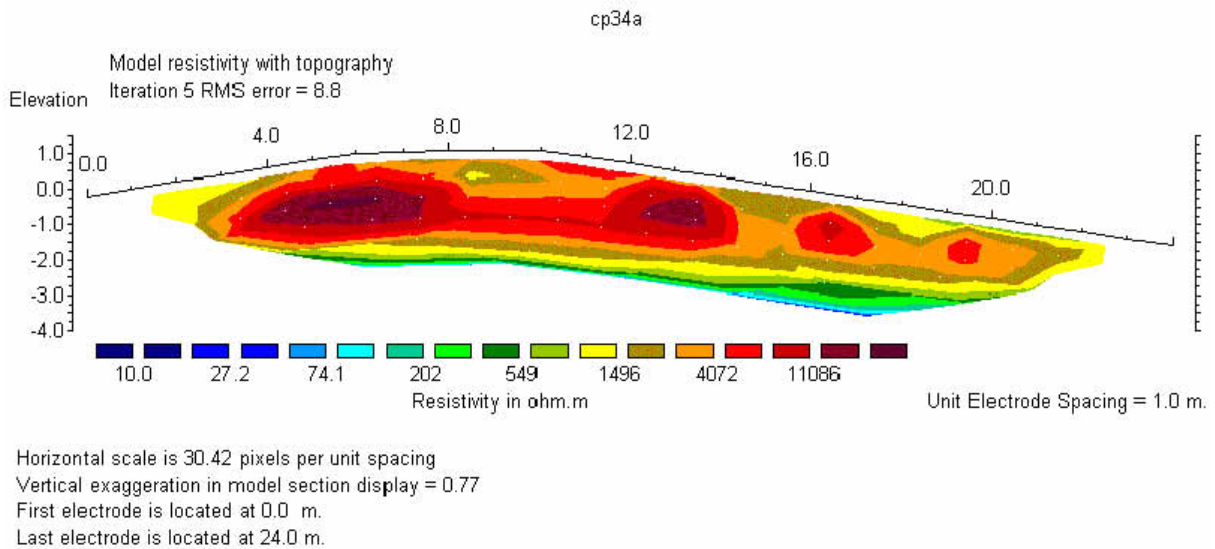 cp34a
Model resistivity with topography
Iteration 5 RMS error = 8.8
Elevation
0.0 4.0 8.0 12.0 16.0 20.0
1.0
0.0
-1.0
-2.0
-3.0
-4.0
10.0 27.2 74.1 202 549 1496 4072 11086
Resistivity in ohm.m
Unit Electrode Spacing = 1.0 m.
Horizontal scale is 30.42 pixels per unit spacing
Vertical exaggeration in model section display = 0.77
First electrode is located at 0.0 m.
Last electrode is located at 24.0 m.